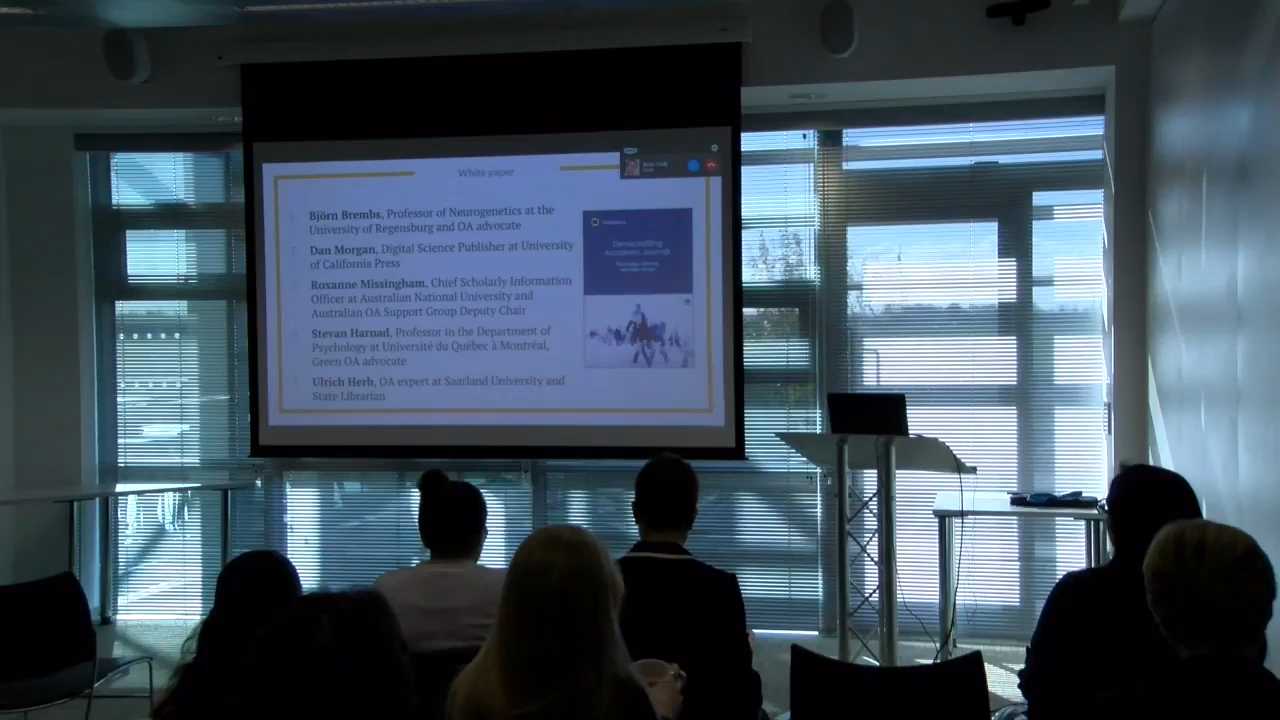 White paper
Björn Brembs, Professor of Neurogenetics at the
University of Regensburg and OA advocate
Dan Morgan, Digital Science Publisher at University
of California Press
Roxanne Missingham, Chief Scholarly Information
Officer at Australian National University and
Australian OA Support Group Deputy Chair
Stevan Harnad, Professor in the Department of
Psychology at Université du Québec à Montréal,
Green OA advocate
Ulrich Herb, OA expert at Saarland University and
State Librarian
Democratizing
Academic Journals